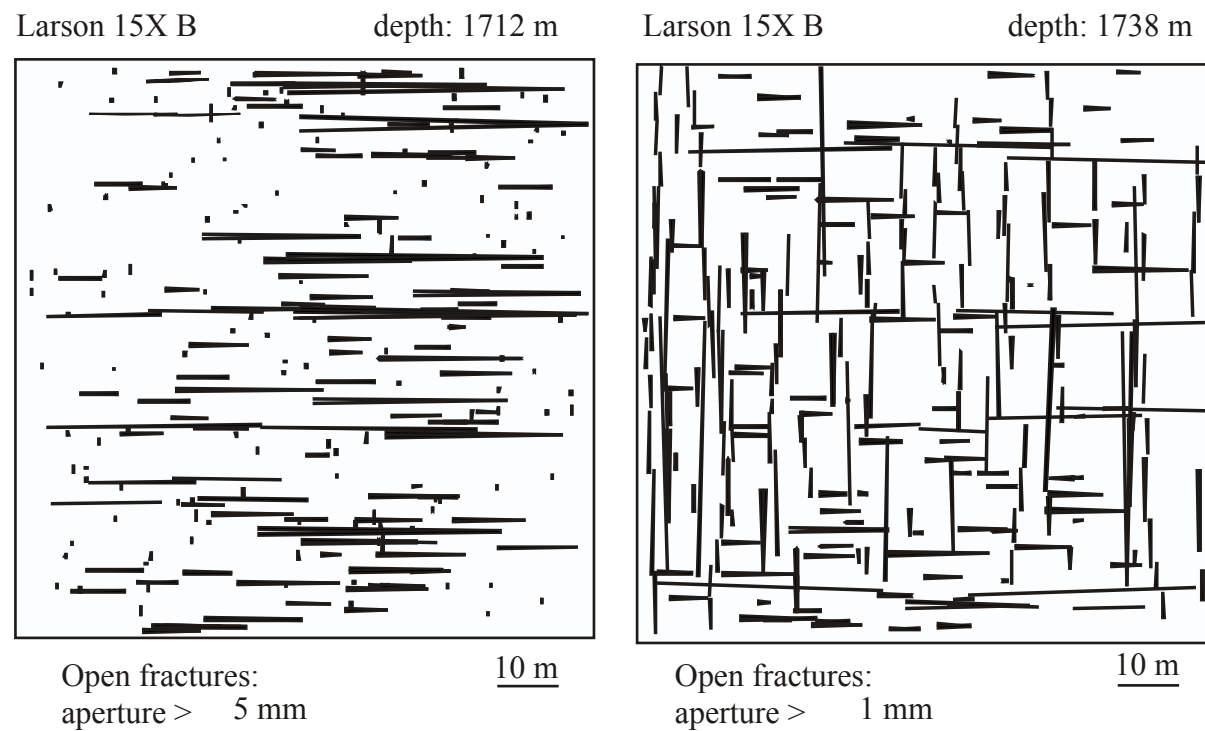 Larson 15X B depth: 1712 m
Open fractures: 10 m
aperture > 5 mm
Larson 15X B depth: 1738 m
Open fractures: 10 m
aperture > 1 mm